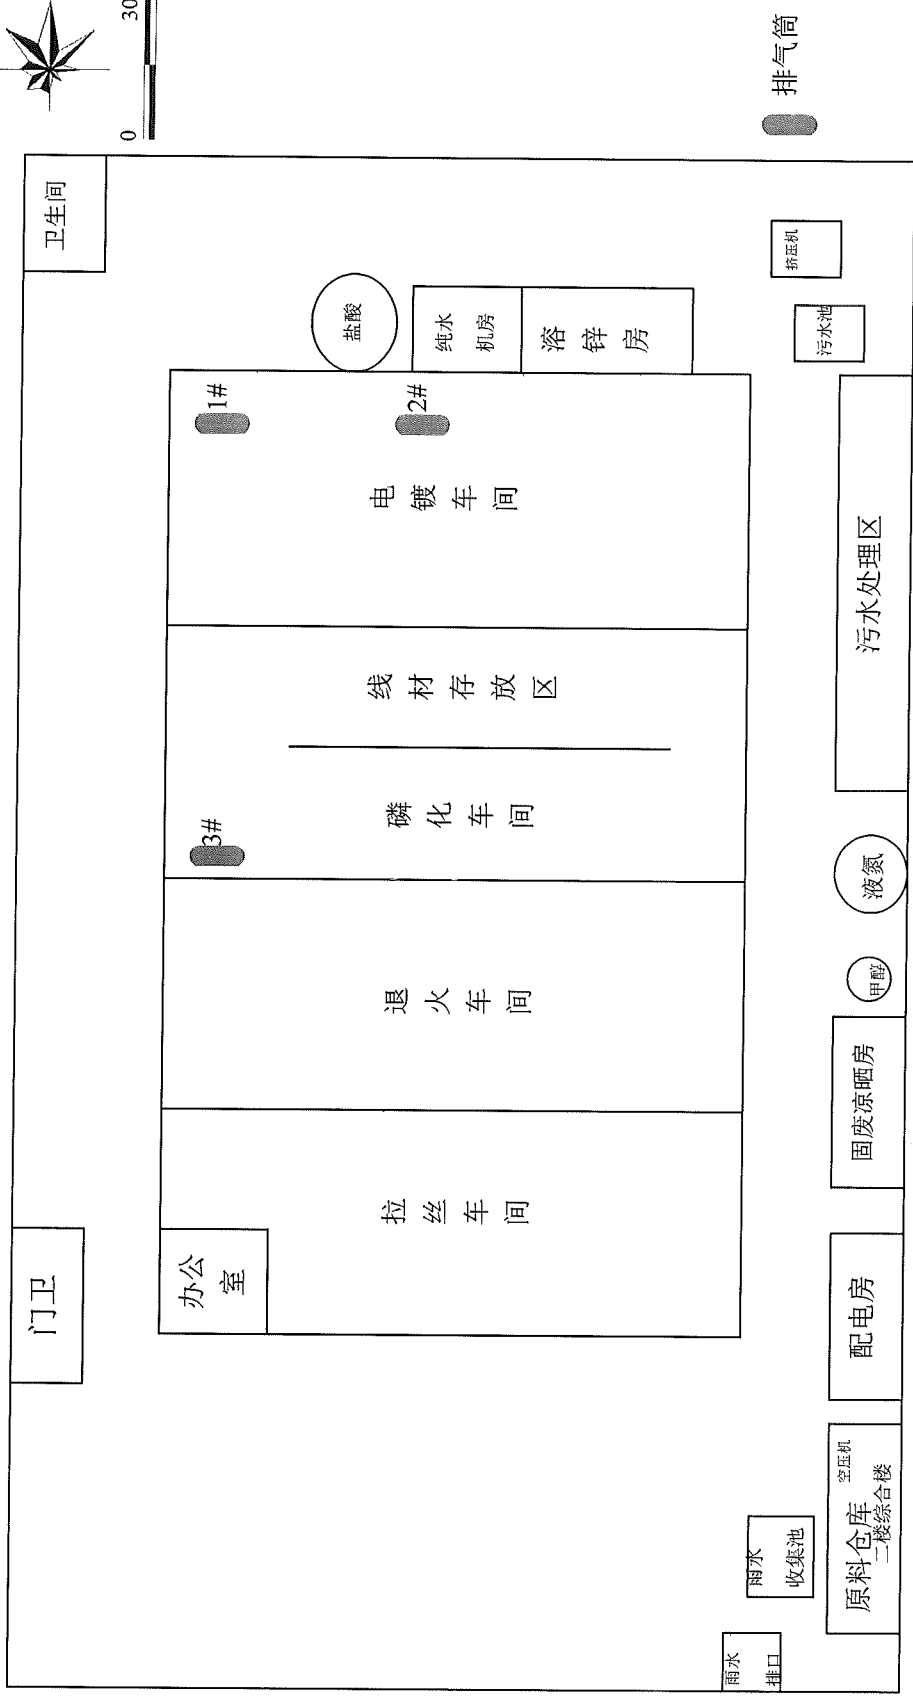 30
0
排气筒
卫生间
盐酸
纯水
机房
溶锌房
挤压机
污水池
1#
2#
电镀车间
污水处理区
线材存放区
磷化车间
3#
液氮
甲醇
退火车间
固废凉晒房
拉丝车间
办公
室
门卫
配电房
空压机
原料仓库
二楼综合楼
雨水
收集池
雨水
排口